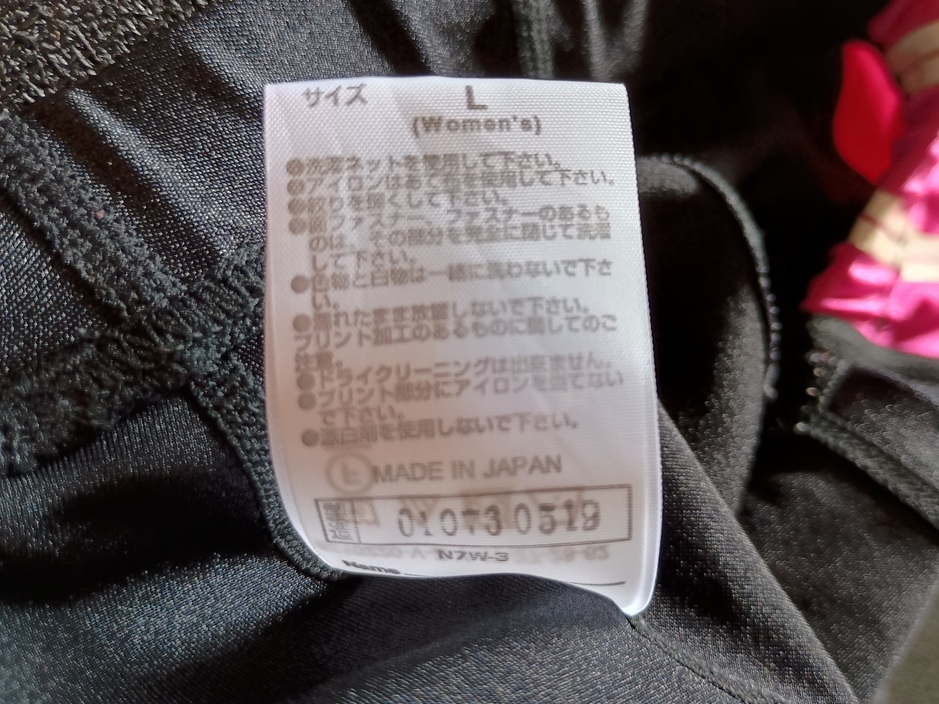 サイズ L
(Women's)
●洗濯ネットを使用して下さい。
●アイロンはあて布を使用して下さい。
●絞りを弱くして下さい。
●面ファスナー、ファスナーのあるも
のは、その部分を完全に閉じて洗濯
して下さい。
●色物と白物は一緒に洗わないで下さ
い。
●濡れたまま放置しないで下さい。
プリント加工のあるものに関してのご
注意。
●ドライクリーニングは出来ません。
●プリント部分にアイロンを当てない
で下さい。
●漂白剤を使用しないで下さい。
MADE IN JAPAN
01073 0519
N7W-3
Name